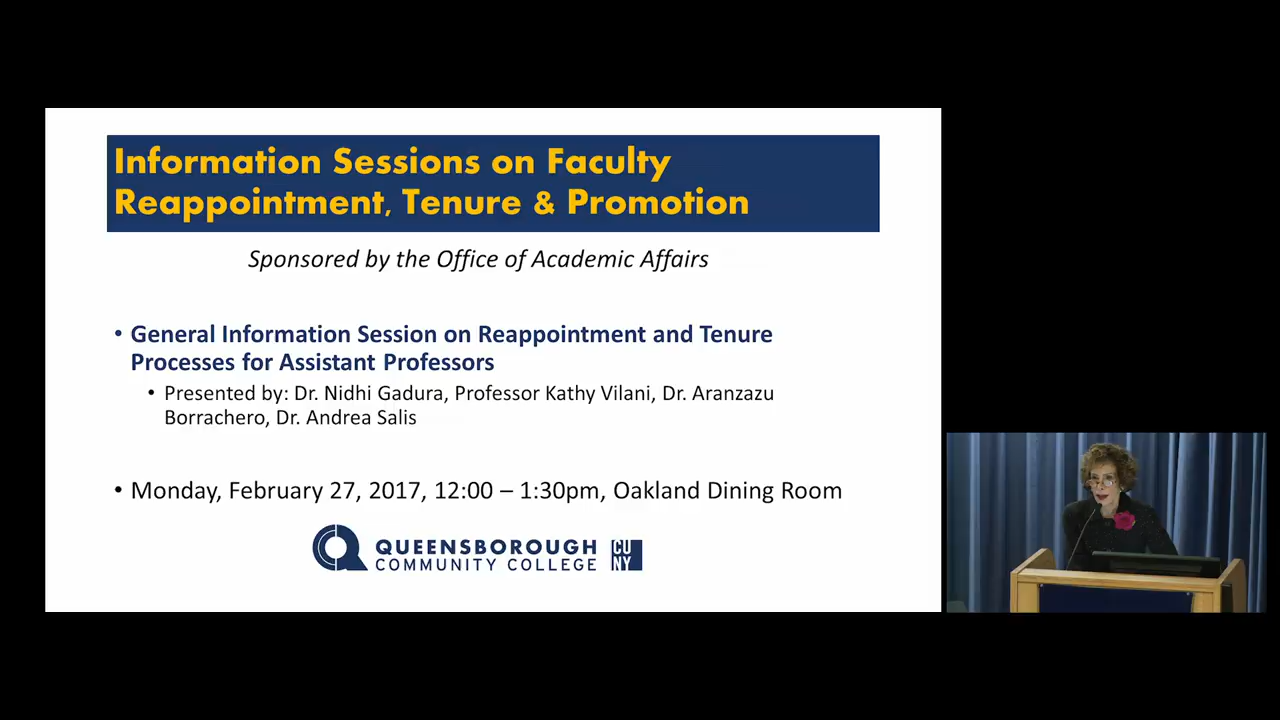 Information Sessions on Faculty
Reappointment, Tenure & Promotion
Sponsored by the Office of Academic Affairs
• General Information Session on Reappointment and Tenure
Processes for Assistant Professors
• Presented by: Dr. Nidhi Gadura, Professor Kathy Vilani, Dr. Aranzazu
Borrachero, Dr. Andrea Salis
• Monday, February 27, 2017, 12:00 – 1:30pm, Oakland Dining Room
QUEENSBOROUGH
COMMUNITY COLLEGE
CU
NY